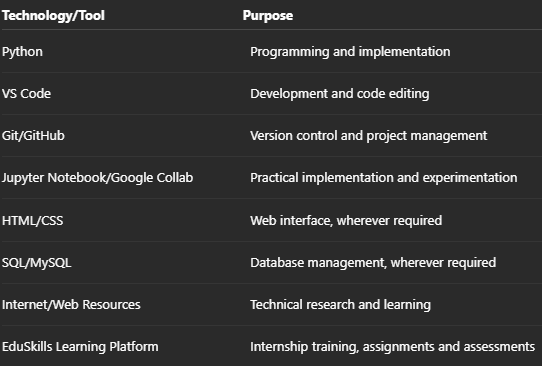 Technology/Tool Purpose
Python Programming and implementation
VS Code Development and code editing
Git/GitHub Version control and project management
Jupyter Notebook/Google Collab Practical implementation and experimentation
HTML/CSS Web interface, wherever required
SQL/MySQL Database management, wherever required
Internet/Web Resources Technical research and learning
EduSkills Learning Platform Internship training, assignments and assessments